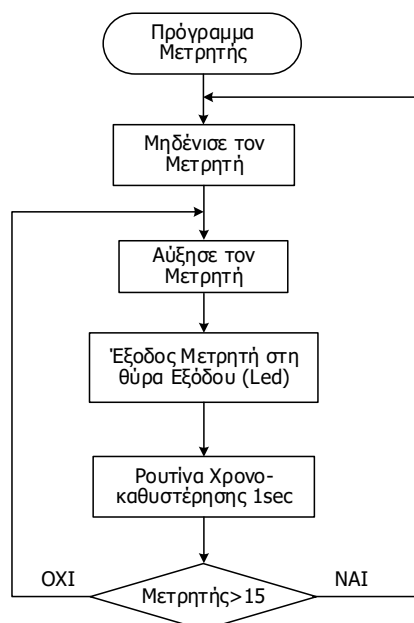 Πρόγραμμα
Μετρητής
Μηδένισε τον
Μετρητή
Αύξησε τον
Μετρητή
Έξοδος Μετρητή στη
θύρα Εξόδου (Led)
Ρουτίνα Χρονο-
καθυστέρησης 1sec
ΟΧΙ
Μετρητής>15
ΝΑΙ